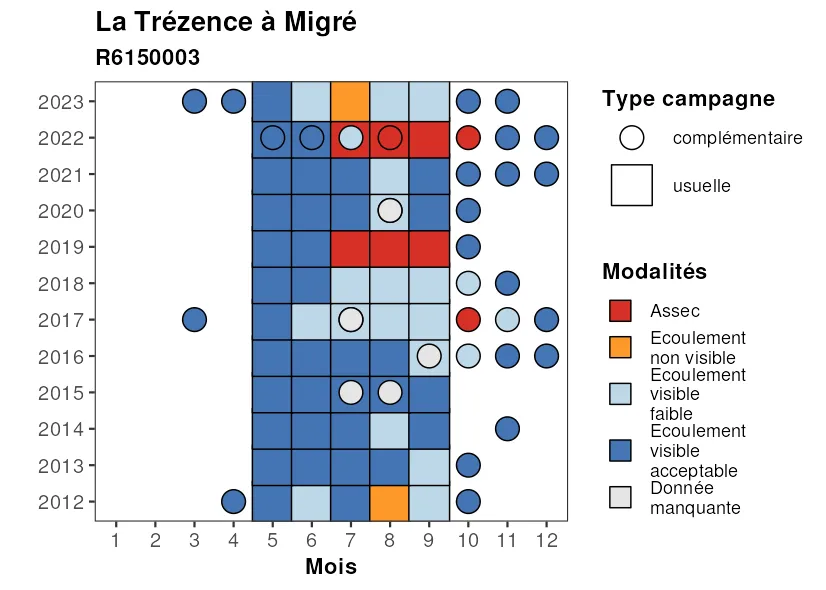 La Trézence à Migré
R6150003
2023
2022
2021
2020
2019
2018
2017
2016
2015
2014
2013
2012
1 2 3 4 5 6 7 8 9 10 11 12
Mois
Type campagne
complémentaire
usuelle
Modalités
Assec
Ecoulement
non visible
Ecoulement
visible
faible
Ecoulement
visible
acceptable
Donnée
manquante